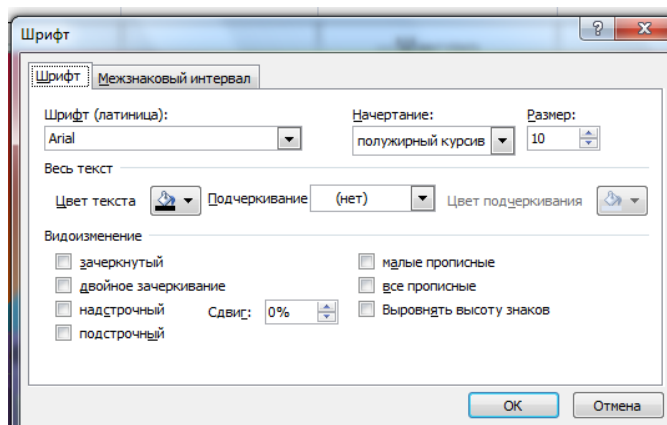 Шрифт
Шрифт Межзнаковый интервал
Шрифт (латиница): Начертание: Размер:
Arial полужирный курсив 10
Весь текст
Цвет текста Подчеркивание (нет) Цвет подчеркивания
Видоизменение
зачеркнутый малые прописные
двойное зачеркивание все прописные
надстрочный Сдвиг: 0% Выровнять высоту знаков
подстрочный
ОК Отмена